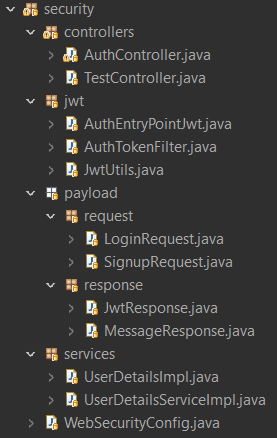 security
controllers
AuthController.java
TestController.java
jwt
AuthEntryPointJwt.java
AuthTokenFilter.java
JwtUtils.java
payload
request
LoginRequest.java
SignupRequest.java
response
JwtResponse.java
MessageResponse.java
services
UserDetailsImpl.java
UserDetailsServiceImpl.java
WebSecurityConfig.java